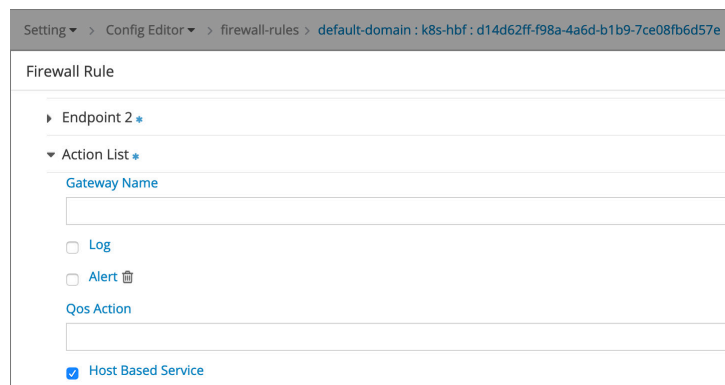 Setting > Config Editor > firewall-rules > default-domain : k8s-hbf : d14d62ff-f98a-4a6d-b1b9-7ce08fb6d57e
Firewall Rule
Endpoint 2 *
Action List *
Gateway Name
Log
Alert
Qos Action
Host Based Service